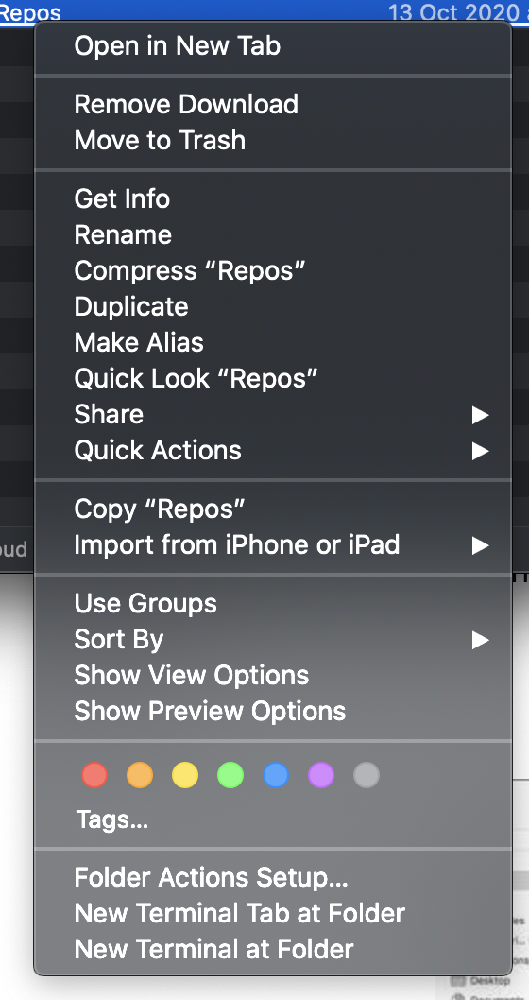 Repos 13 Oct 2020
Open in New Tab
Remove Download
Move to Trash
Get Info
Rename
Compress “Repos”
Duplicate
Make Alias
Quick Look “Repos”
Share
Quick Actions
Copy “Repos”
Import from iPhone or iPad
oud
Use Groups
Sort By
Show View Options
Show Preview Options
Tags...
Folder Actions Setup...
New Terminal Tab at Folder
New Terminal at Folder
Desktop